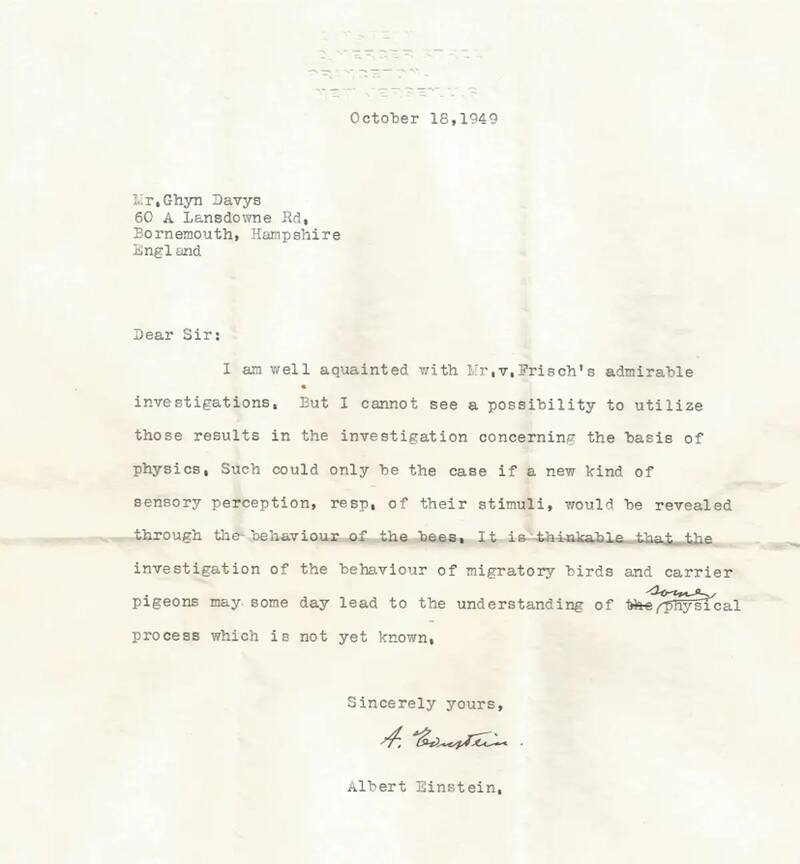 PRINCETON.
NEW JERSEY, U.S
October 18,1949
Mr.Ghyn Davys
60 A Lansdowne Rd.
Bornemouth, Hampshire
England
Dear Sir:
I am well aquainted with Mr.v.Frisch's admirable
investigations. But I cannot see a possibility to utilize
those results in the investigation concerning the basis of
physics. Such could only be the case if a new kind of
sensory perception, resp. of their stimuli, would be revealed
through the behaviour of the bees. It is thinkable that the
investigation of the behaviour of migratory birds and carrier
some
pigeons may some day lead to the understanding of the physical
process which is not yet known.
Sincerely yours,
A. Einstein.
Albert Einstein.